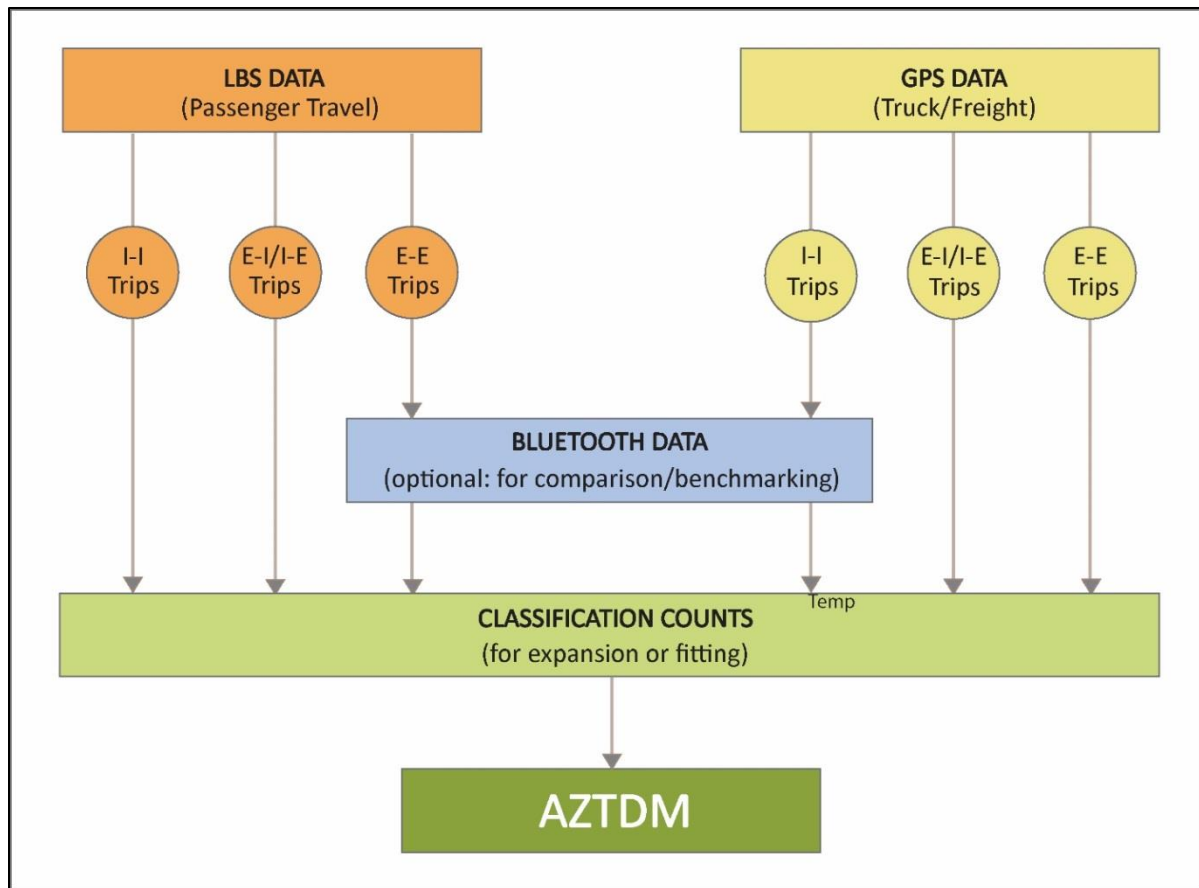 LBS DATA
(Passenger Travel)
GPS DATA
(Truck/Freight)
I-I
Trips
E-I/I-E
Trips
E-E
Trips
I-I
Trips
E-I/I-E
Trips
E-E
Trips
BLUETOOTH DATA
(optional: for comparison/benchmarking)
Temp
CLASSIFICATION COUNTS
(for expansion or fitting)
AZTDM